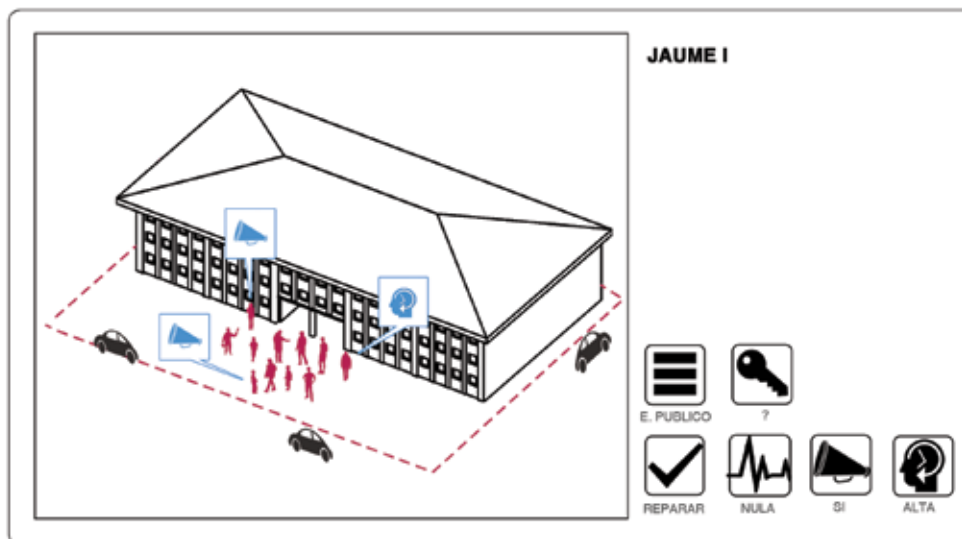 JAUME I
E. PUBLICO
?
REPARAR
NULA
SI
ALTA